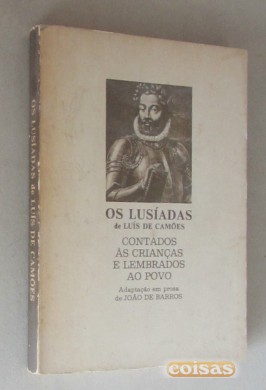 OS LUSÍADAS de LUÍS DE CAMÕES
OS LUSÍADAS
de LUÍS DE CAMÕES
CONTADOS
ÀS CRIANÇAS
E LEMBRADOS
AO POVO
Adaptação em prosa
de JOÃO DE BARROS
coisas